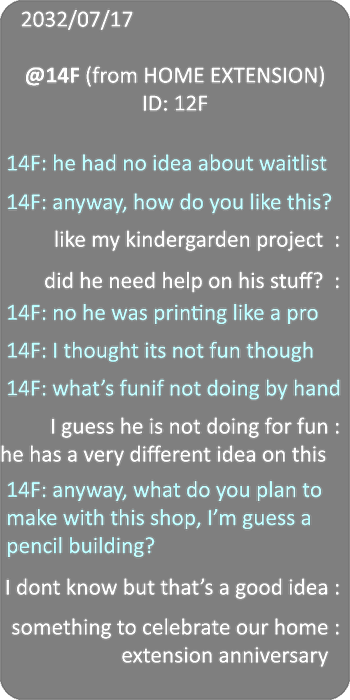 2032/07/17
@14F (from HOME EXTENSION)
ID: 12F
14F: he had no idea about waitlist
14F: anyway, how do you like this?
like my kindergarden project :
did he need help on his stuff? :
14F: no he was printing like a pro
14F: I thought its not fun though
14F: what’s funif not doing by hand
I guess he is not doing for fun :
he has a very different idea on this
14F: anyway, what do you plan to
make with this shop, I’m guess a
pencil building?
I dont know but that’s a good idea :
something to celebrate our home :
extension anniversary